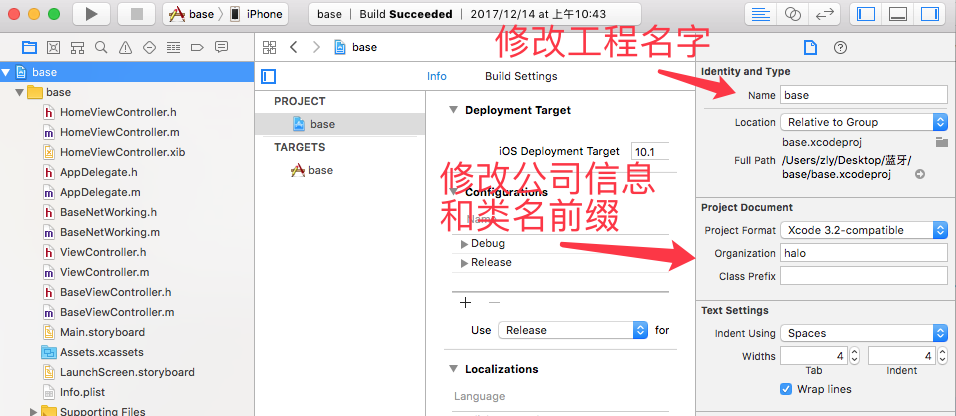 base
iPhone
base | Build Succeeded | 2017/12/14 at 上午10:43
base
修改工程名字
base
base
HomeViewController.h
HomeViewController.m
HomeViewController.xib
AppDelegate.h
AppDelegate.m
BaseNetWorking.h
BaseNetWorking.m
ViewController.h
ViewController.m
BaseViewController.h
BaseViewController.m
Main.storyboard
Assets.xcassets
LaunchScreen.storyboard
Info.plist
Supporting Files
Info
Build Settings
PROJECT
base
TARGETS
base
Deployment Target
iOS Deployment Target 10.1
修改公司信息
和类名前缀
Configurations
Name
Debug
Release
Use Release for
Localizations
Language
Identity and Type
Name base
Location Relative to Group
base.xcodeproj
Full Path /Users/zly/Desktop/蓝牙/
base/base.xcodeproj
Project Document
Project Format Xcode 3.2-compatible
Organization halo
Class Prefix
Text Settings
Indent Using Spaces
Widths 4 4
Tab Indent
Wrap lines